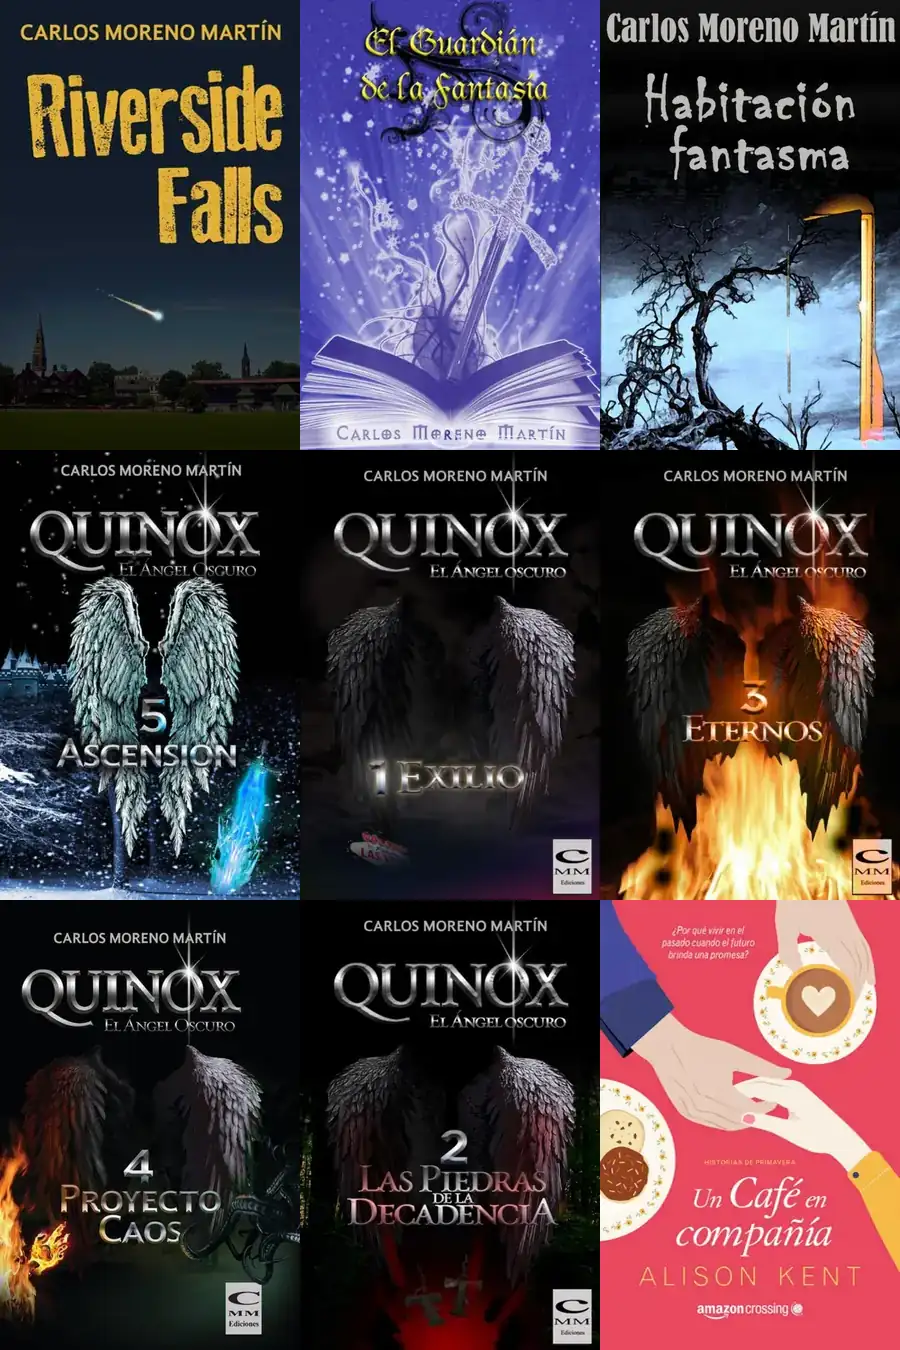 CARLOS MORENO MARTÍN
Riverside
Falls
El Guardián
de la Fantasía
CARLOS MORENO MARTÍN
Carlos Moreno Martín
Habitación
fantasma
CARLOS MORENO MARTÍN
QUINOX
EL ÁNGEL OSCURO
5
ASCENSION
CARLOS MORENO MARTÍN
QUINOX
EL ÁNGEL OSCURO
1 EXILIO
C
MM
Ediciones
CARLOS MORENO MARTÍN
QUINOX
EL ÁNGEL OSCURO
3
ETERNOS
C
MM
Ediciones
CARLOS MORENO MARTÍN
QUINOX
EL ÁNGEL OSCURO
4
PROYECTO
CAOS
C
MM
Ediciones
CARLOS MORENO MARTÍN
QUINOX
EL ÁNGEL OSCURO
2
LAS PIEDRAS
DE LA
DECADENCIA
C
MM
Ediciones
¿Por qué vivir en el
pasado cuando el futuro
brinda una promesa?
HISTORIAS DE PRIMAVERA
Un Café en
compañía
ALISON KENT
amazoncrossing